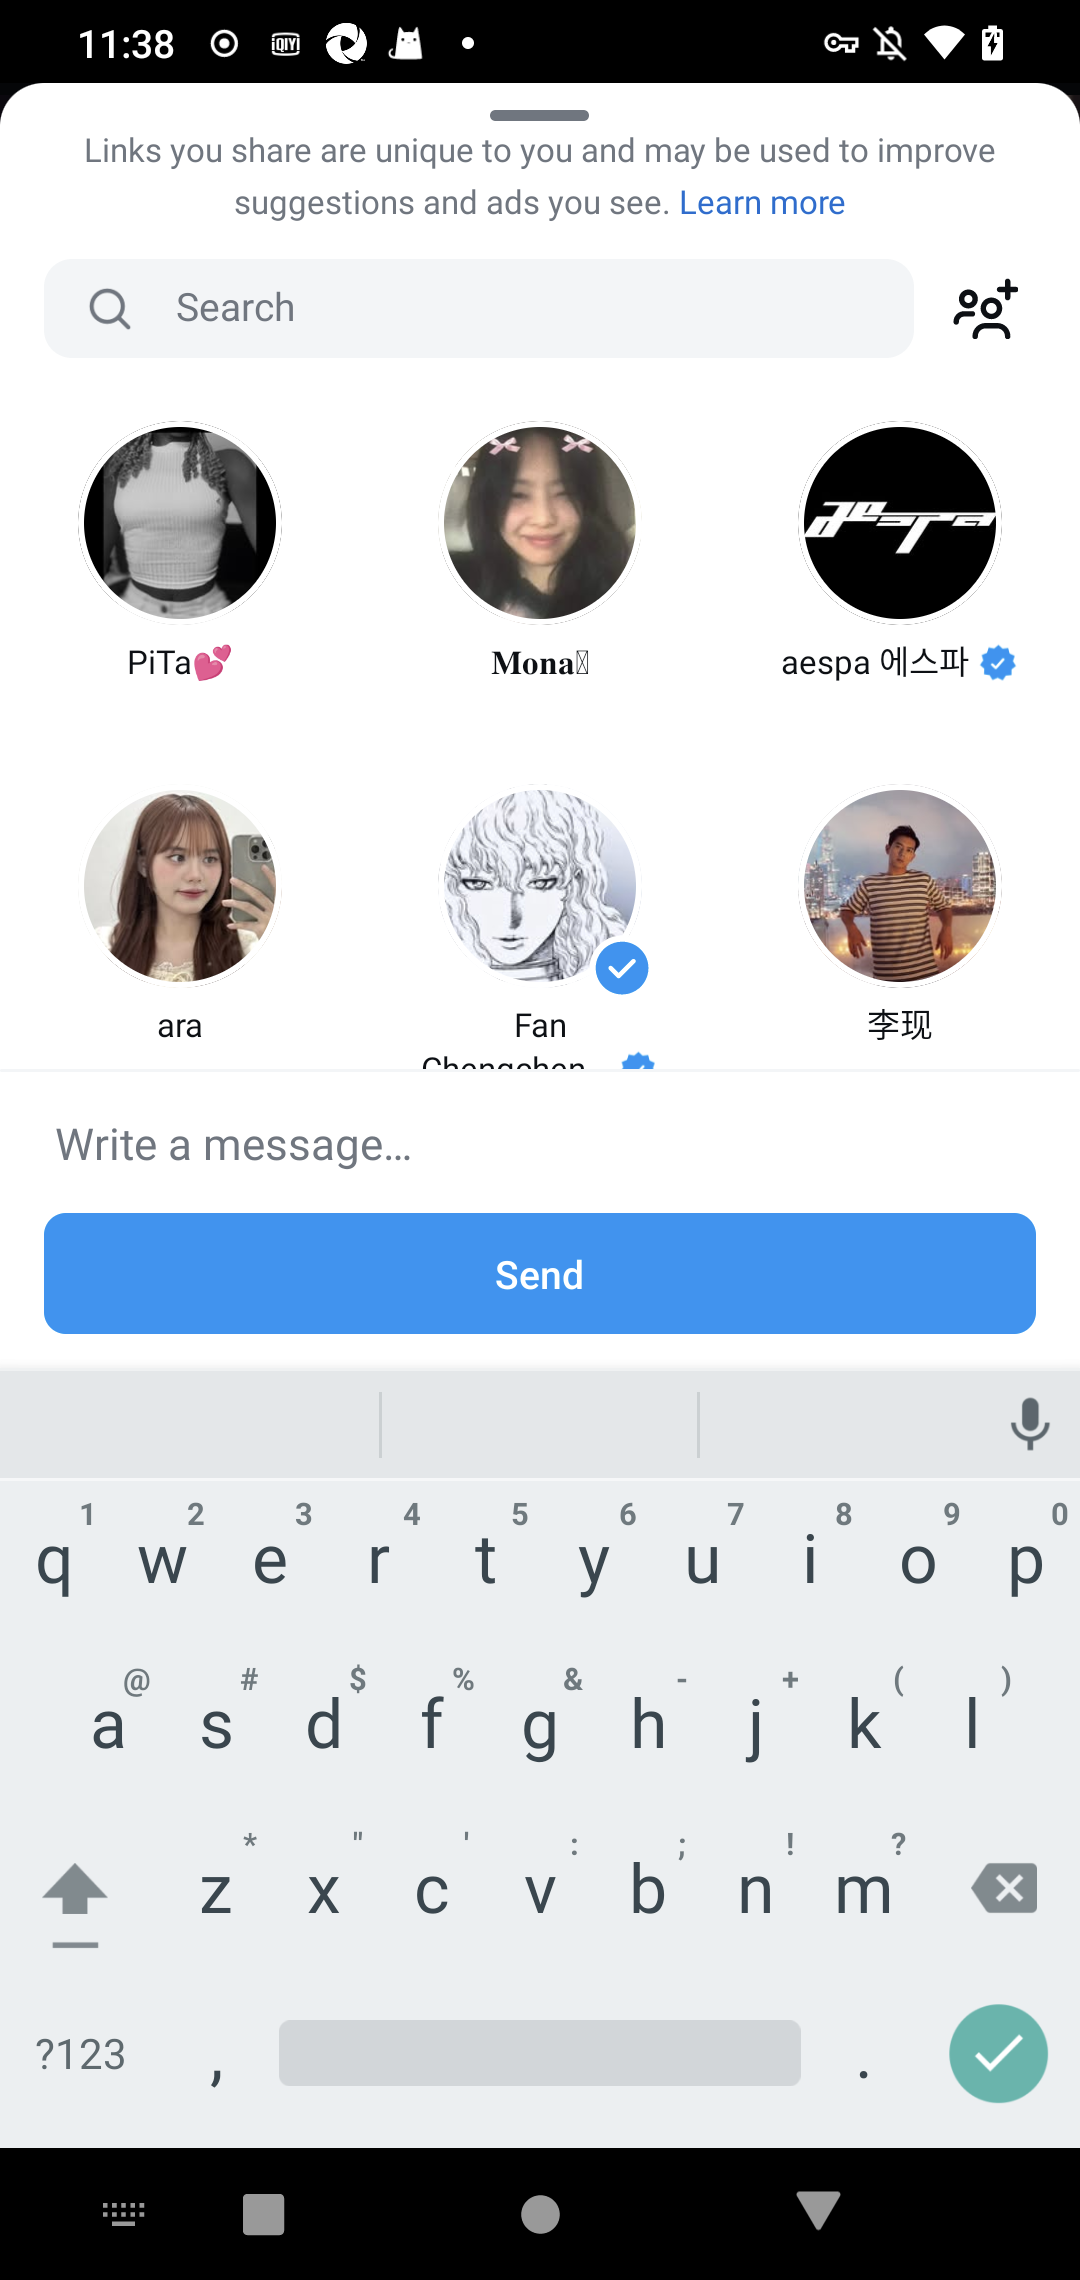 11:38
iQIYI
Links you share are unique to you and may be used to improve
suggestions and ads you see. Learn more
Search
PiTa💕
𝐌𝐨𝐧𝐚
aespa 에스파
ara
Fan
李现
Chengchen
Write a message…
Send
1 2 3 4 5 6 7 8 9 0
q w e r t y u i o p
@ # $ % & - + ( )
a s d f g h j k l
* " ' : ; ! ?
z x c v b n m
?123 , .